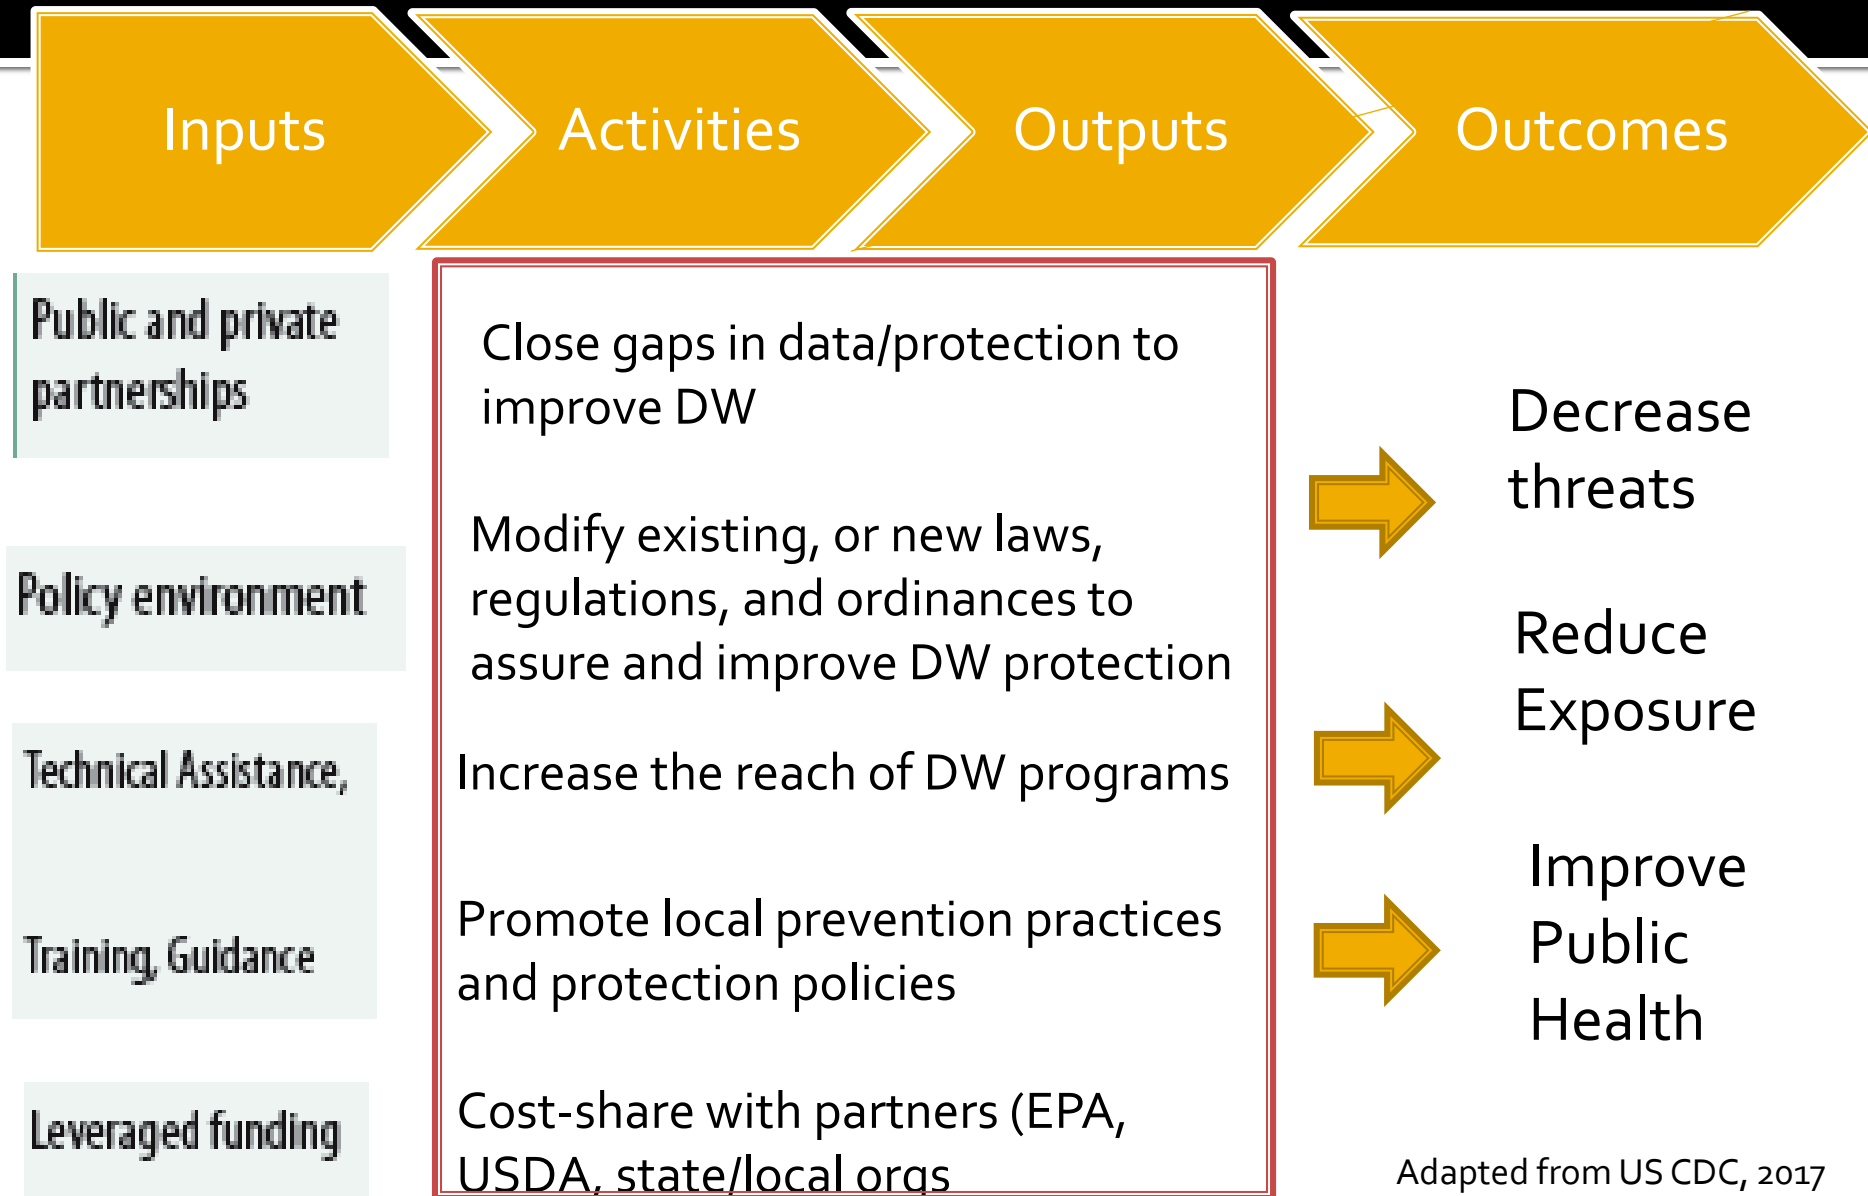 Inputs
Activities
Outputs
Outcomes
Public and private
partnerships
Policy environment
Technical Assistance,
Training, Guidance
Leveraged funding
Close gaps in data/protection to
improve DW
Modify existing, or new laws,
regulations, and ordinances to
assure and improve DW protection
Increase the reach of DW programs
Promote local prevention practices
and protection policies
Cost-share with partners (EPA,
USDA, state/local orgs
Decrease
threats
Reduce
Exposure
Improve
Public
Health
Adapted from US CDC, 2017